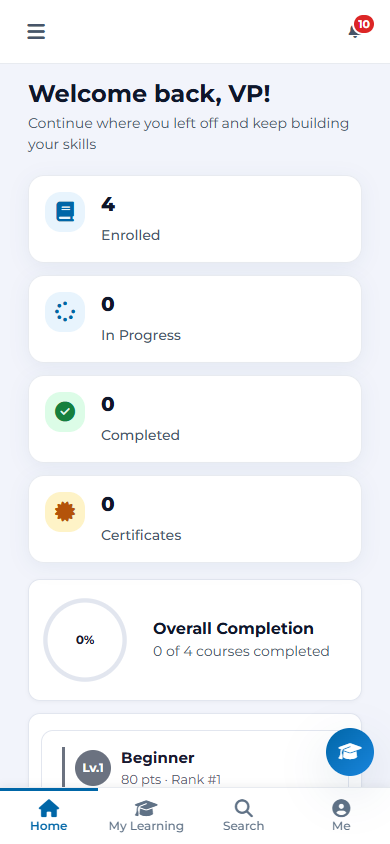 10
Welcome back, VP!
Continue where you left off and keep building
your skills
4
Enrolled
0
In Progress
0
Completed
0
Certificates
0%
Overall Completion
0 of 4 courses completed
Lv.1
Beginner
80 pts · Rank #1
Home
My Learning
Search
Me